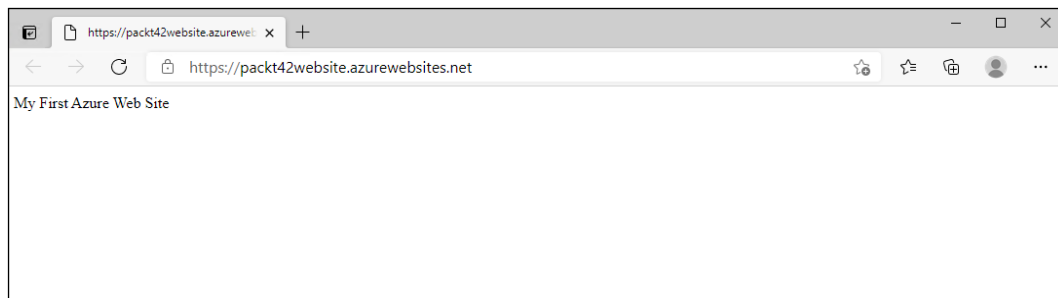 https://packt42website.azureweb
https://packt42website.azurewebsites.net
My First Azure Web Site